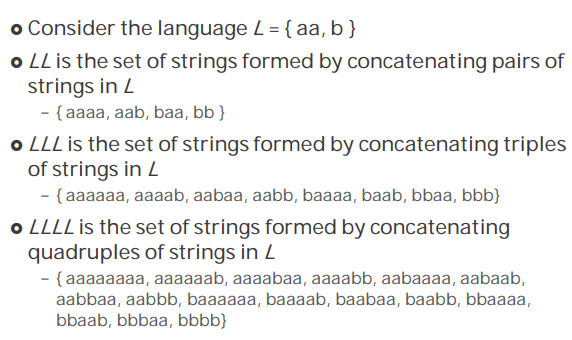 Consider the language L = { aa, b }
LL is the set of strings formed by concatenating pairs of
strings in L
– { aaaa, aab, baa, bb }
LLL is the set of strings formed by concatenating triples
of strings in L
– { aaaaaa, aaaab, aabaa, aabb, baaaa, baab, bbaa, bbb}
LLLL is the set of strings formed by concatenating
quadruples of strings in L
– { aaaaaaaa, aaaaaab, aaaabaa, aaaabb, aabaaaa, aabaab,
aabbaa, aabbb, baaaaaa, baaaab, baabaa, baabb, bbaaaa,
bbaab, bbbaa, bbbb}